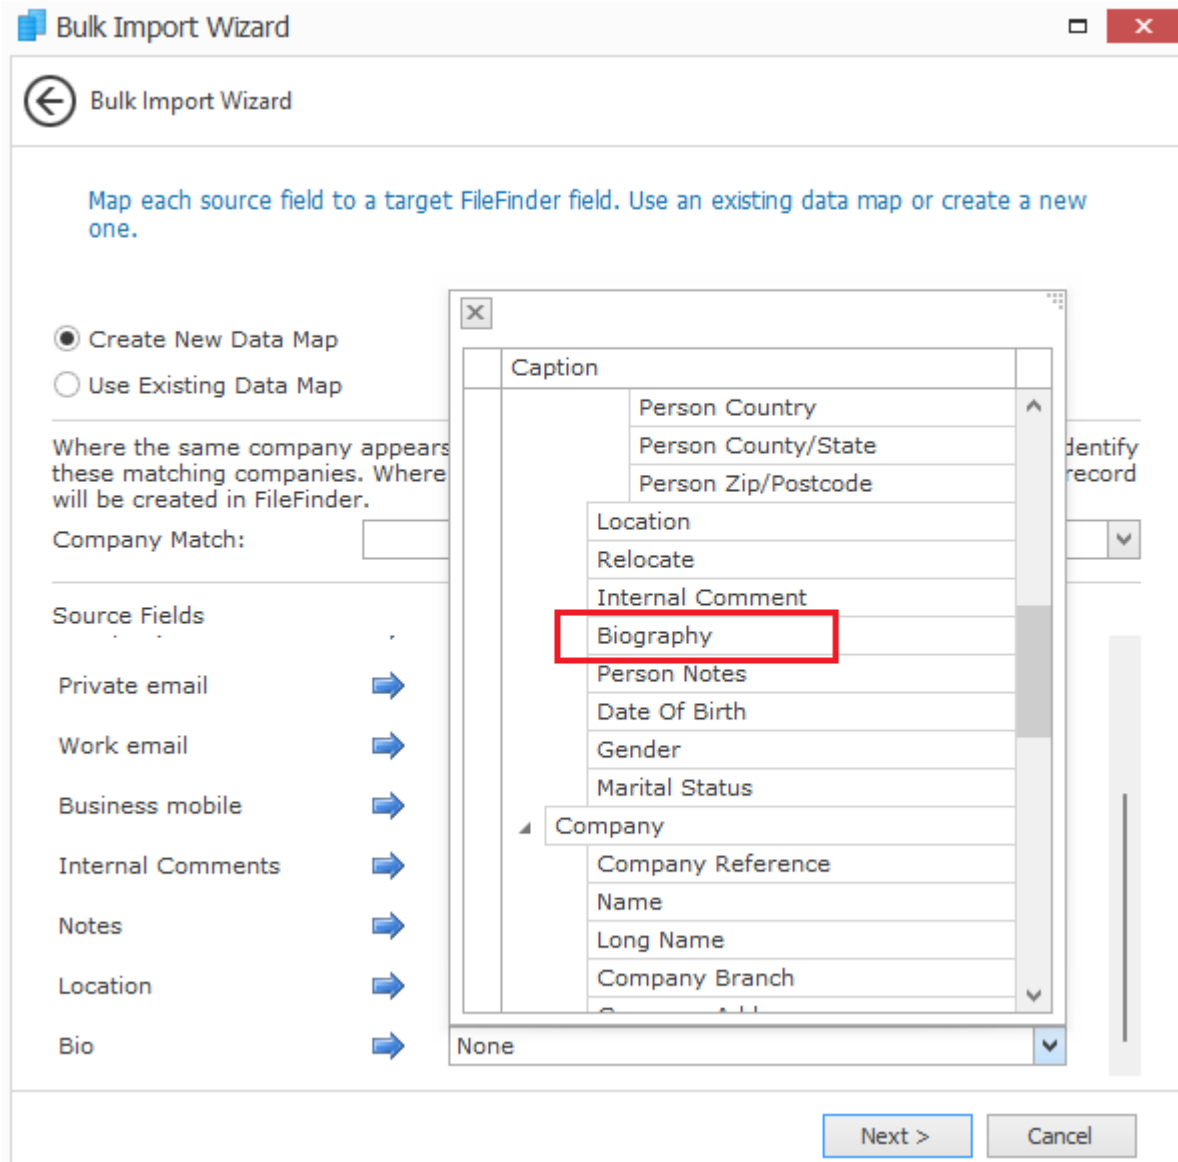 Bulk Import Wizard
Bulk Import Wizard
Map each source field to a target FileFinder field. Use an existing data map or create a new
one.
Create New Data Map
Use Existing Data Map
Where the same company appears
dentify
these matching companies. Where
record
will be created in FileFinder.
Company Match:
Source Fields
Private email
Work email
Business mobile
Internal Comments
Notes
Location
Bio
Caption
Person Country
Person County/State
Person Zip/Postcode
Location
Relocate
Internal Comment
Biography
Person Notes
Date Of Birth
Gender
Marital Status
Company
Company Reference
Name
Long Name
Company Branch
None
Next >
Cancel